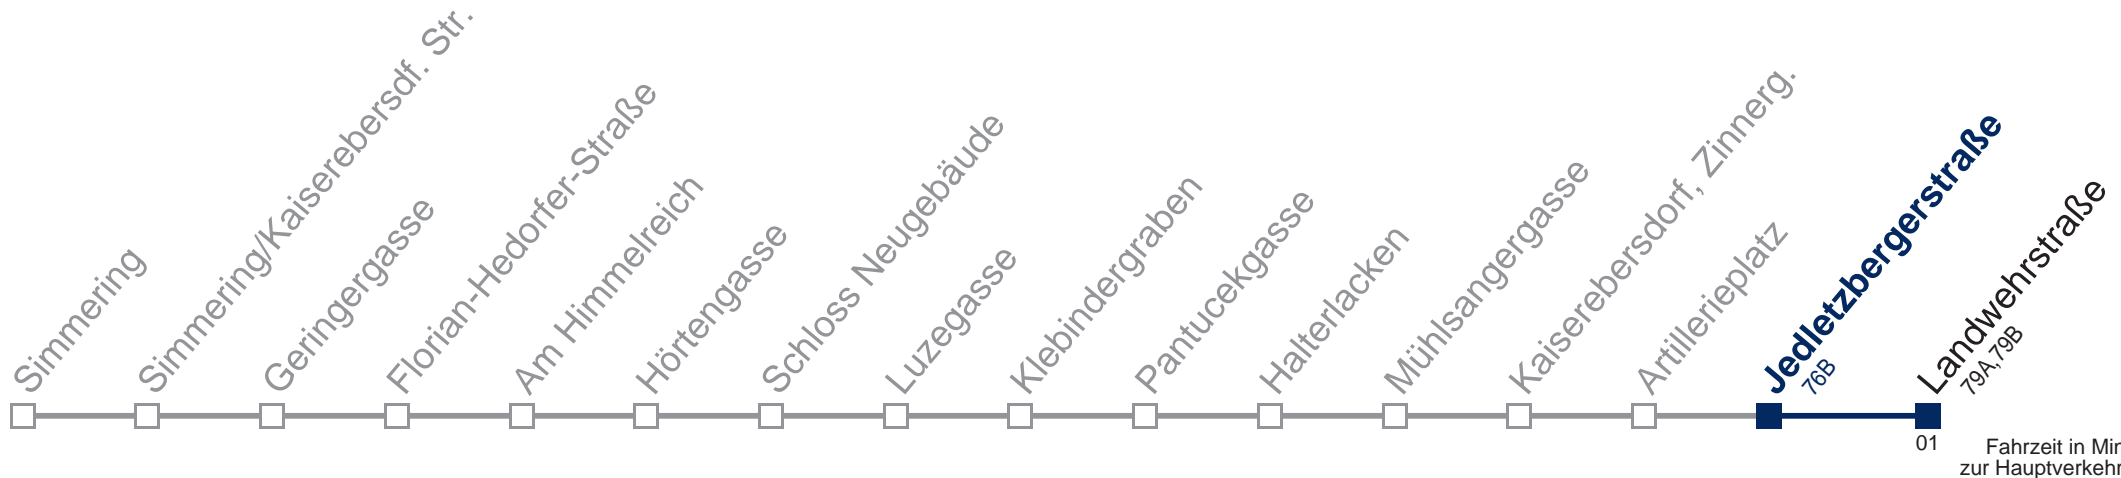 Simmering
Simmering/Kaiserebersdf. Str.
Geringergasse
Florian-Hedorfer-Straße
Am Himmelreich
Hörtengasse
Schloss Neugebäude
Luzegasse
Klebindergraben
Pantucekgasse
Halterlacken
Mühlsangergasse
Kaiserebersdorf, Zinnerg.
Artillerieplatz
Jedletzbergerstraße
76B
Landwehrstraße
79A,79B
01
Fahrzeit in Min
zur Hauptverkehr